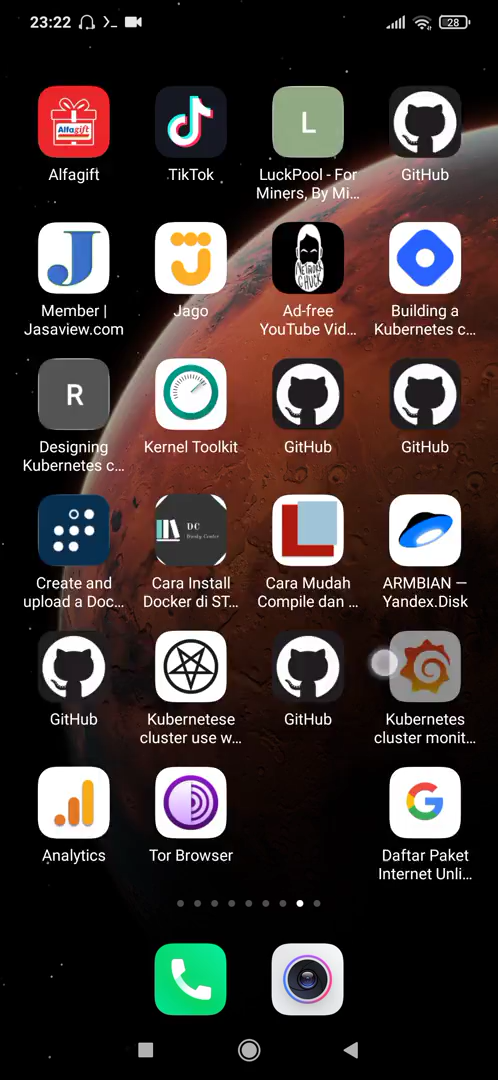 23:22
28
Alfagift
TikTok
L
LuckPool - For
Miners, By Mi...
GitHub
J
Member |
Jasaview.com
Jago
NETWORK
CHUCK
Ad-free
YouTube Vid...
Building a
Kubernetes c...
R
Designing
Kubernetes c...
Kernel Toolkit
GitHub
GitHub
Create and
upload a Doc...
DC
Cara Install
Docker di ST...
Cara Mudah
Compile dan ...
ARMBIAN —
Yandex.Disk
GitHub
Kubernetese
cluster use w...
GitHub
Kubernetes
cluster monit...
Analytics
Tor Browser
G
Daftar Paket
Internet Unli...